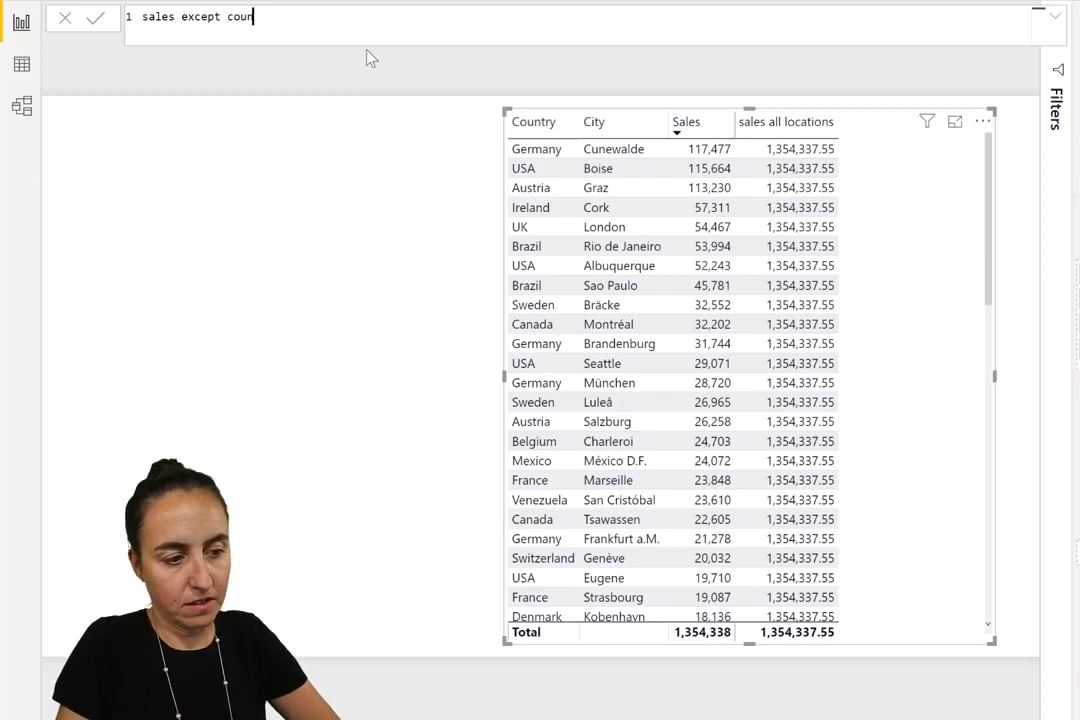 1 sales except coun
Filters
Country City Sales sales all locations
Germany Cunewalde 117,477 1,354,337.55
USA Boise 115,664 1,354,337.55
Austria Graz 113,230 1,354,337.55
Ireland Cork 57,311 1,354,337.55
UK London 54,467 1,354,337.55
Brazil Rio de Janeiro 53,994 1,354,337.55
USA Albuquerque 52,243 1,354,337.55
Brazil Sao Paulo 45,781 1,354,337.55
Sweden Bräcke 32,552 1,354,337.55
Canada Montréal 32,202 1,354,337.55
Germany Brandenburg 31,744 1,354,337.55
USA Seattle 29,071 1,354,337.55
Germany München 28,720 1,354,337.55
Sweden Luleå 26,965 1,354,337.55
Austria Salzburg 26,258 1,354,337.55
Belgium Charleroi 24,703 1,354,337.55
Mexico México D.F. 24,072 1,354,337.55
France Marseille 23,848 1,354,337.55
Venezuela San Cristóbal 23,610 1,354,337.55
Canada Tsawassen 22,605 1,354,337.55
Germany Frankfurt a.M. 21,278 1,354,337.55
Switzerland Genève 20,032 1,354,337.55
USA Eugene 19,710 1,354,337.55
France Strasbourg 19,087 1,354,337.55
Denmark Kobenhavn 18,136 1,354,337.55
Total 1,354,338 1,354,337.55